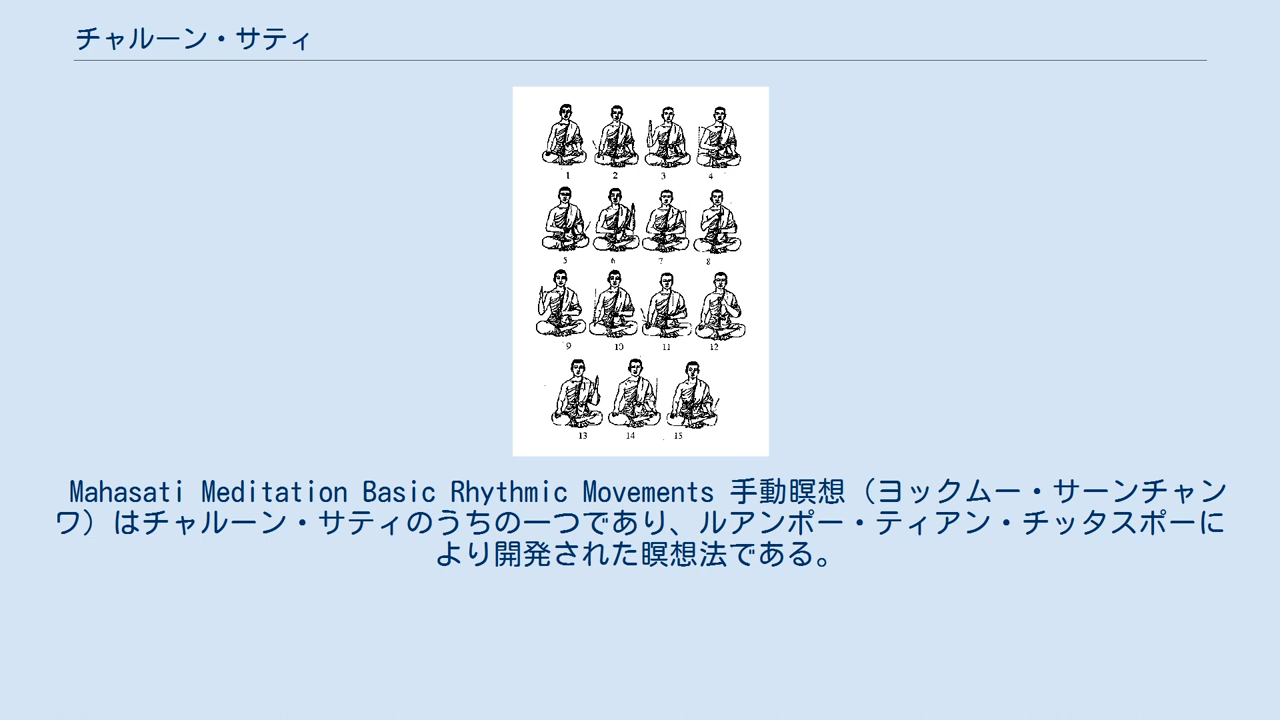 チャルーン・サティ
1 2 3 4
5 6 7 8
9 10 11 12
13 14 15
Mahasati Meditation Basic Rhythmic Movements 手動瞑想（ヨックムー・サーンチャン
ワ）はチャルーン・サティのうちの一つであり、ルアンポー・ティアン・チッタスポーに
より開発された瞑想法である。